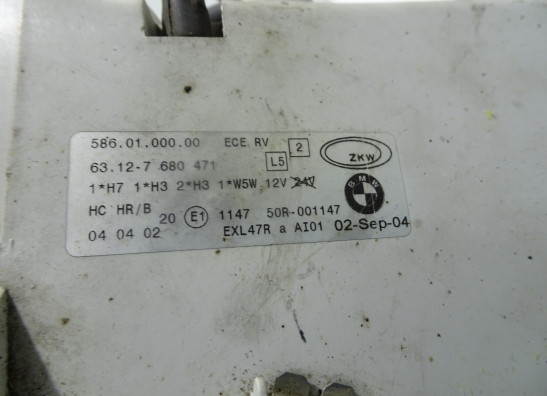 586.01.000.00 ECE RV 2
63.12-7 680 471 L5 ZKW
1*H7 1*H3 2*H3 1*W5W 12V 24V BMW
HC HR/B 20 E1 1147 50R-001147
04 04 02 EXL47R a AI01 02-Sep-04